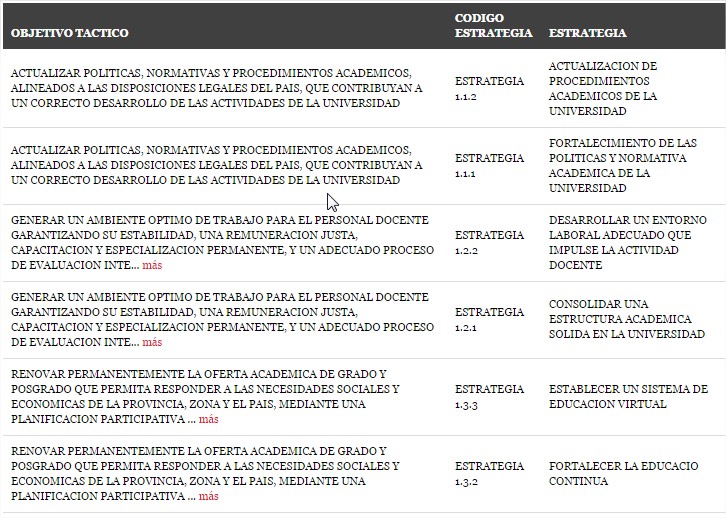 OBJETIVO TACTICO
CODIGO
ESTRATEGIA
ESTRATEGIA
ACTUALIZAR POLITICAS, NORMATIVAS Y PROCEDIMIENTOS ACADEMICOS,
ALINEADOS A LAS DISPOSICIONES LEGALES DEL PAIS, QUE CONTRIBUYAN A
UN CORRECTO DESARROLLO DE LAS ACTIVIDADES DE LA UNIVERSIDAD
ESTRATEGIA
1.1.2
ACTUALIZACION DE
PROCEDIMIENTOS
ACADEMICOS DE LA
UNIVERSIDAD
ACTUALIZAR POLITICAS, NORMATIVAS Y PROCEDIMIENTOS ACADEMICOS,
ALINEADOS A LAS DISPOSICIONES LEGALES DEL PAIS, QUE CONTRIBUYAN A
UN CORRECTO DESARROLLO DE LAS ACTIVIDADES DE LA UNIVERSIDAD
ESTRATEGIA
1.1.1
FORTALECIMIENTO DE LAS
POLITICAS Y NORMATIVA
ACADEMICA DE LA
UNIVERSIDAD
GENERAR UN AMBIENTE OPTIMO DE TRABAJO PARA EL PERSONAL DOCENTE
GARANTIZANDO SU ESTABILIDAD, UNA REMUNERACION JUSTA,
CAPACITACION Y ESPECIALIZACION PERMANENTE, Y UN ADECUADO PROCESO
DE EVALUACION INTE... más
ESTRATEGIA
1.2.2
DESARROLLAR UN ENTORNO
LABORAL ADECUADO QUE
IMPULSE LA ACTIVIDAD
DOCENTE
GENERAR UN AMBIENTE OPTIMO DE TRABAJO PARA EL PERSONAL DOCENTE
GARANTIZANDO SU ESTABILIDAD, UNA REMUNERACION JUSTA,
CAPACITACION Y ESPECIALIZACION PERMANENTE, Y UN ADECUADO PROCESO
DE EVALUACION INTE... más
ESTRATEGIA
1.2.1
CONSOLIDAR UNA
ESTRUCTURA ACADEMICA
SOLIDA EN LA UNIVERSIDAD
RENOVAR PERMANENTEMENTE LA OFERTA ACADEMICA DE GRADO Y
POSGRADO QUE PERMITA RESPONDER A LAS NECESIDADES SOCIALES Y
ECONOMICAS DE LA PROVINCIA, ZONA Y EL PAIS, MEDIANTE UNA
PLANIFICACION PARTICIPATIVA ... más
ESTRATEGIA
1.3.3
ESTABLECER UN SISTEMA DE
EDUCACION VIRTUAL
RENOVAR PERMANENTEMENTE LA OFERTA ACADEMICA DE GRADO Y
POSGRADO QUE PERMITA RESPONDER A LAS NECESIDADES SOCIALES Y
ECONOMICAS DE LA PROVINCIA, ZONA Y EL PAIS, MEDIANTE UNA
PLANIFICACION PARTICIPATIVA ... más
ESTRATEGIA
1.3.2
FORTALECER LA EDUCACIO
CONTINUA